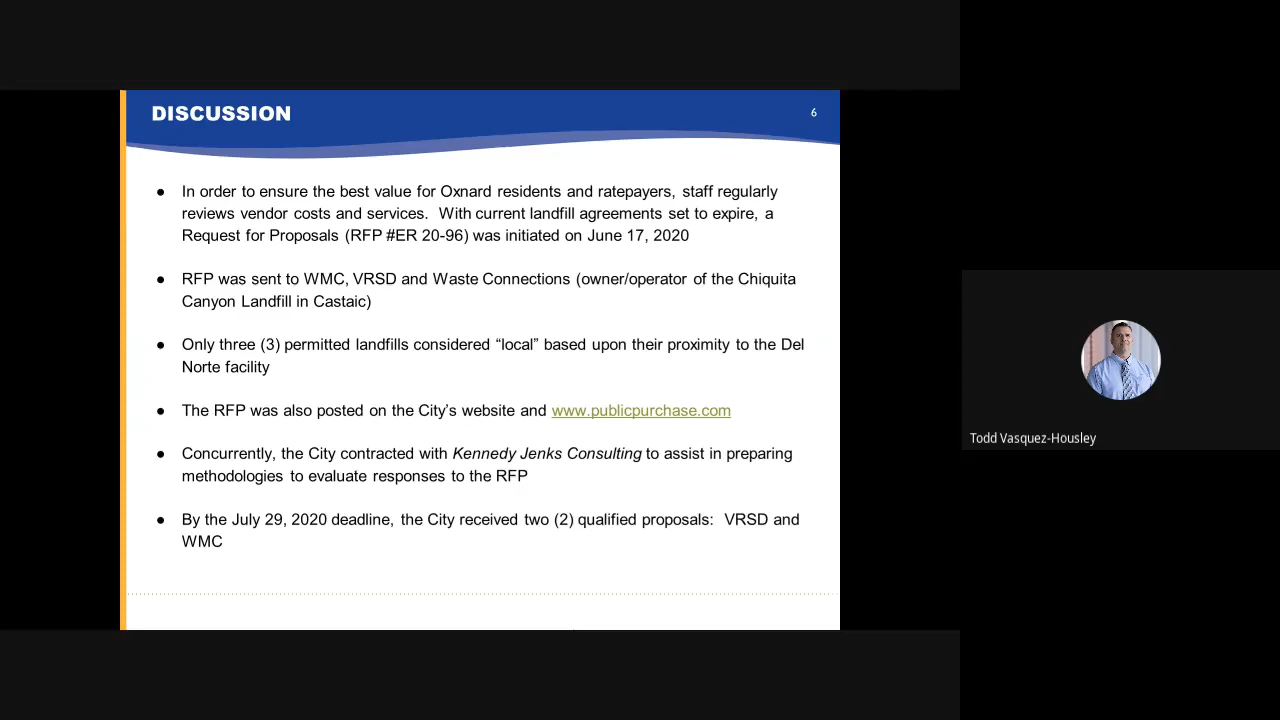 DISCUSSION
6
● In order to ensure the best value for Oxnard residents and ratepayers, staff regularly
reviews vendor costs and services.  With current landfill agreements set to expire, a
Request for Proposals (RFP #ER 20-96) was initiated on June 17, 2020
● RFP was sent to WMC, VRSD and Waste Connections (owner/operator of the Chiquita
Canyon Landfill in Castaic)
● Only three (3) permitted landfills considered “local” based upon their proximity to the Del
Norte facility
● The RFP was also posted on the City’s website and www.publicpurchase.com
● Concurrently, the City contracted with Kennedy Jenks Consulting to assist in preparing
methodologies to evaluate responses to the RFP
● By the July 29, 2020 deadline, the City received two (2) qualified proposals:  VRSD and
WMC
Todd Vasquez-Housley